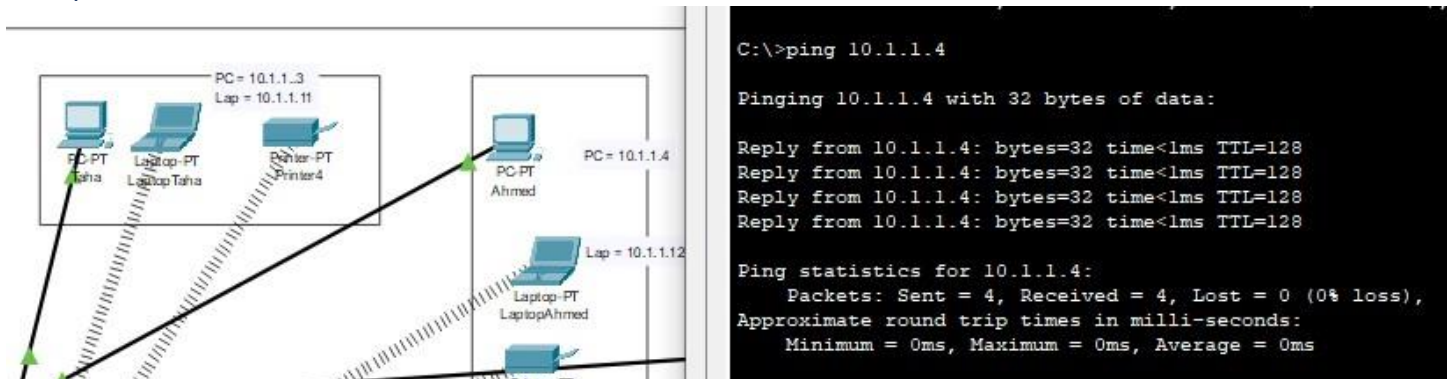 PC = 10.1.1..3
Lap = 10.1.1.11
PC-PT
Taha
Laptop-PT
LaptopTaha
Printer-PT
Printer4
PC-PT
Ahmed
PC = 10.1.1.4
Lap = 10.1.1.12
Laptop-PT
LaptopAhmed
C:\>ping 10.1.1.4
Pinging 10.1.1.4 with 32 bytes of data:
Reply from 10.1.1.4: bytes=32 time<1ms TTL=128
Reply from 10.1.1.4: bytes=32 time<1ms TTL=128
Reply from 10.1.1.4: bytes=32 time<1ms TTL=128
Reply from 10.1.1.4: bytes=32 time<1ms TTL=128
Ping statistics for 10.1.1.4:
Packets: Sent = 4, Received = 4, Lost = 0 (0% loss),
Approximate round trip times in milli-seconds:
Minimum = 0ms, Maximum = 0ms, Average = 0ms